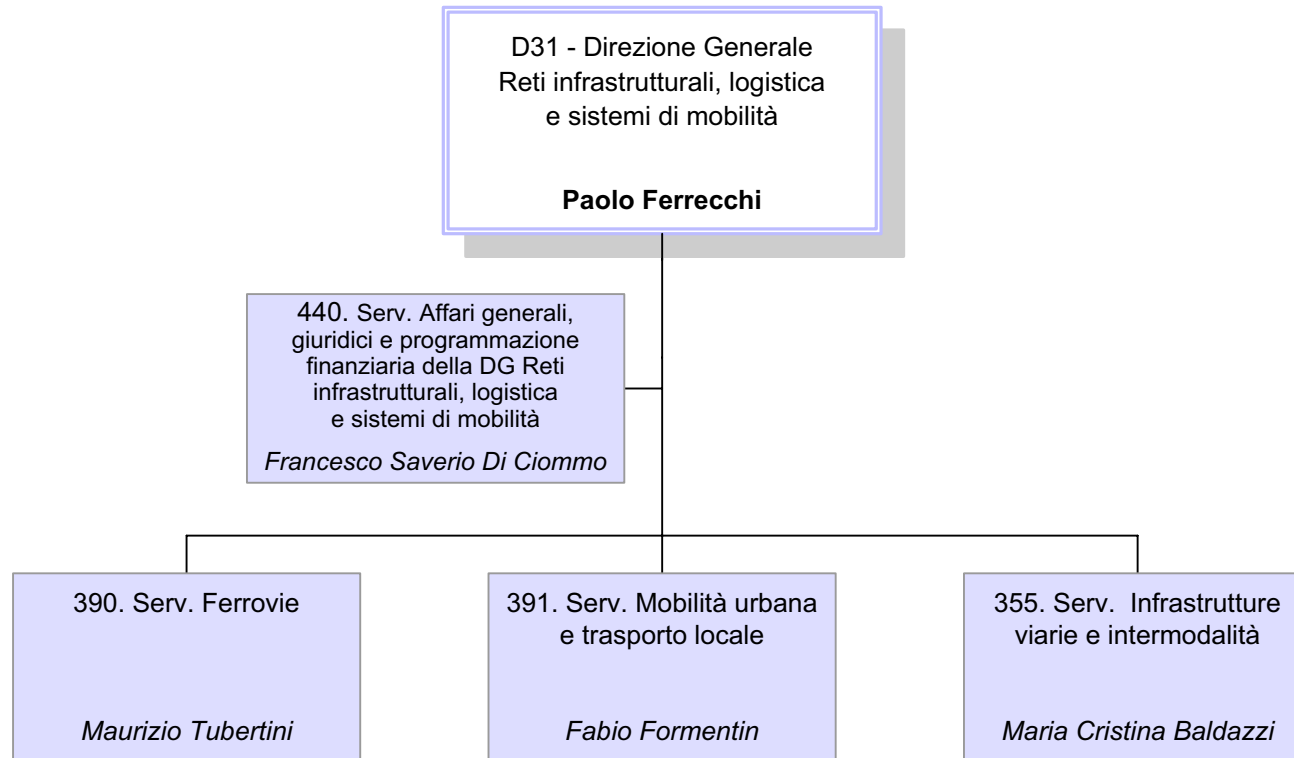 D31 - Direzione Generale
Reti infrastrutturali, logistica
e sistemi di mobilità
Paolo Ferrecchi
440. Serv. Affari generali,
giuridici e programmazione
finanziaria della DG Reti
infrastrutturali, logistica
e sistemi di mobilità
Francesco Saverio Di Ciommo
390. Serv. Ferrovie
Maurizio Tubertini
391. Serv. Mobilità urbana
e trasporto locale
Fabio Formentin
355. Serv.  Infrastrutture
viarie e intermodalità
Maria Cristina Baldazzi